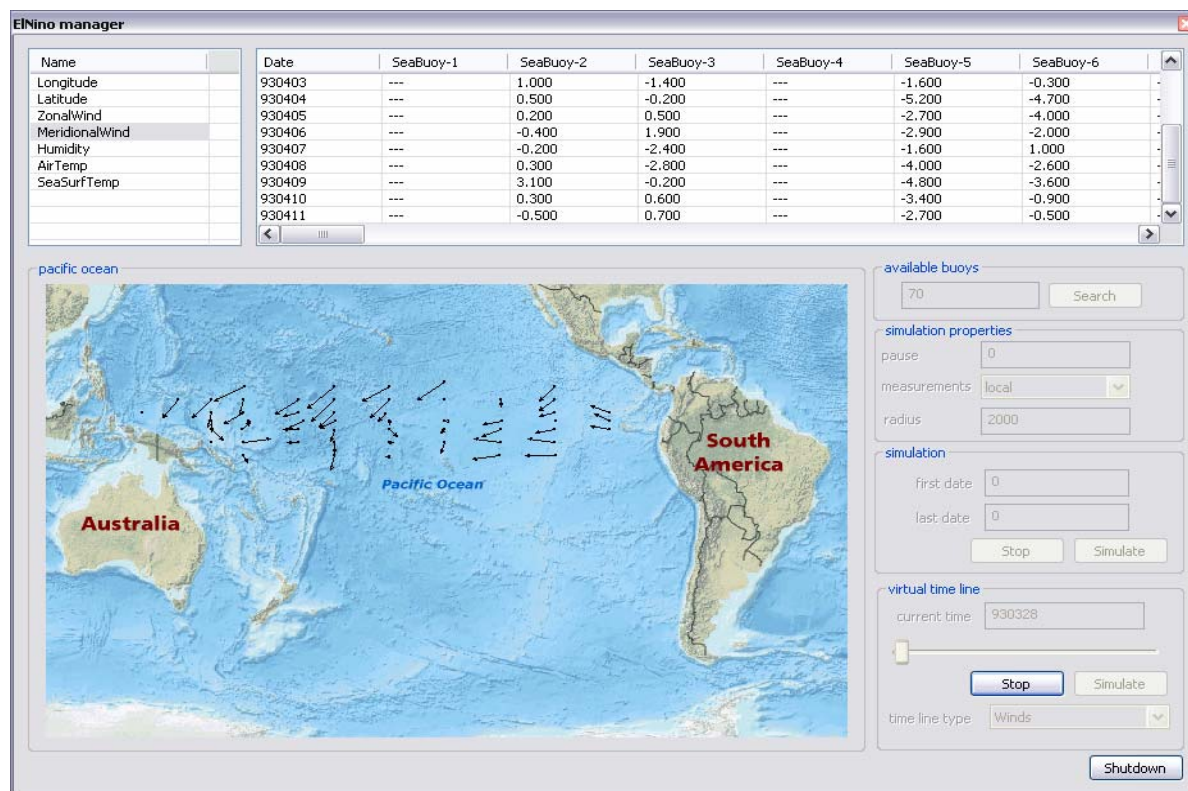 ElNino manager
Name
Longitude
Latitude
ZonalWind
MeridionalWind
Humidity
AirTemp
SeaSurfTemp
Date SeaBuoy-1 SeaBuoy-2 SeaBuoy-3 SeaBuoy-4 SeaBuoy-5 SeaBuoy-6
930403 --- 1.000 -1.400 --- -1.600 -0.300 -
930404 --- 0.500 -0.200 --- -5.200 -4.700 -
930405 --- 0.200 0.500 --- -2.700 -4.000 -
930406 --- -0.400 1.900 --- -2.900 -2.000 -
930407 --- -0.200 -2.400 --- -1.600 1.000 -
930408 --- 0.300 -2.800 --- -4.000 -2.600 -
930409 --- 3.100 -0.200 --- -4.800 -3.600 -
930410 --- 0.300 0.600 --- -3.400 -0.900 -
930411 --- -0.500 0.700 --- -2.700 -0.500 -
pacific ocean
Australia
Pacific Ocean
South
America
available buoys
70 Search
simulation properties
pause 0
measurements local
radius 2000
simulation
first date 0
last date 0
Stop Simulate
virtual time line
current time 930328
Stop Simulate
time line type Winds
Shutdown